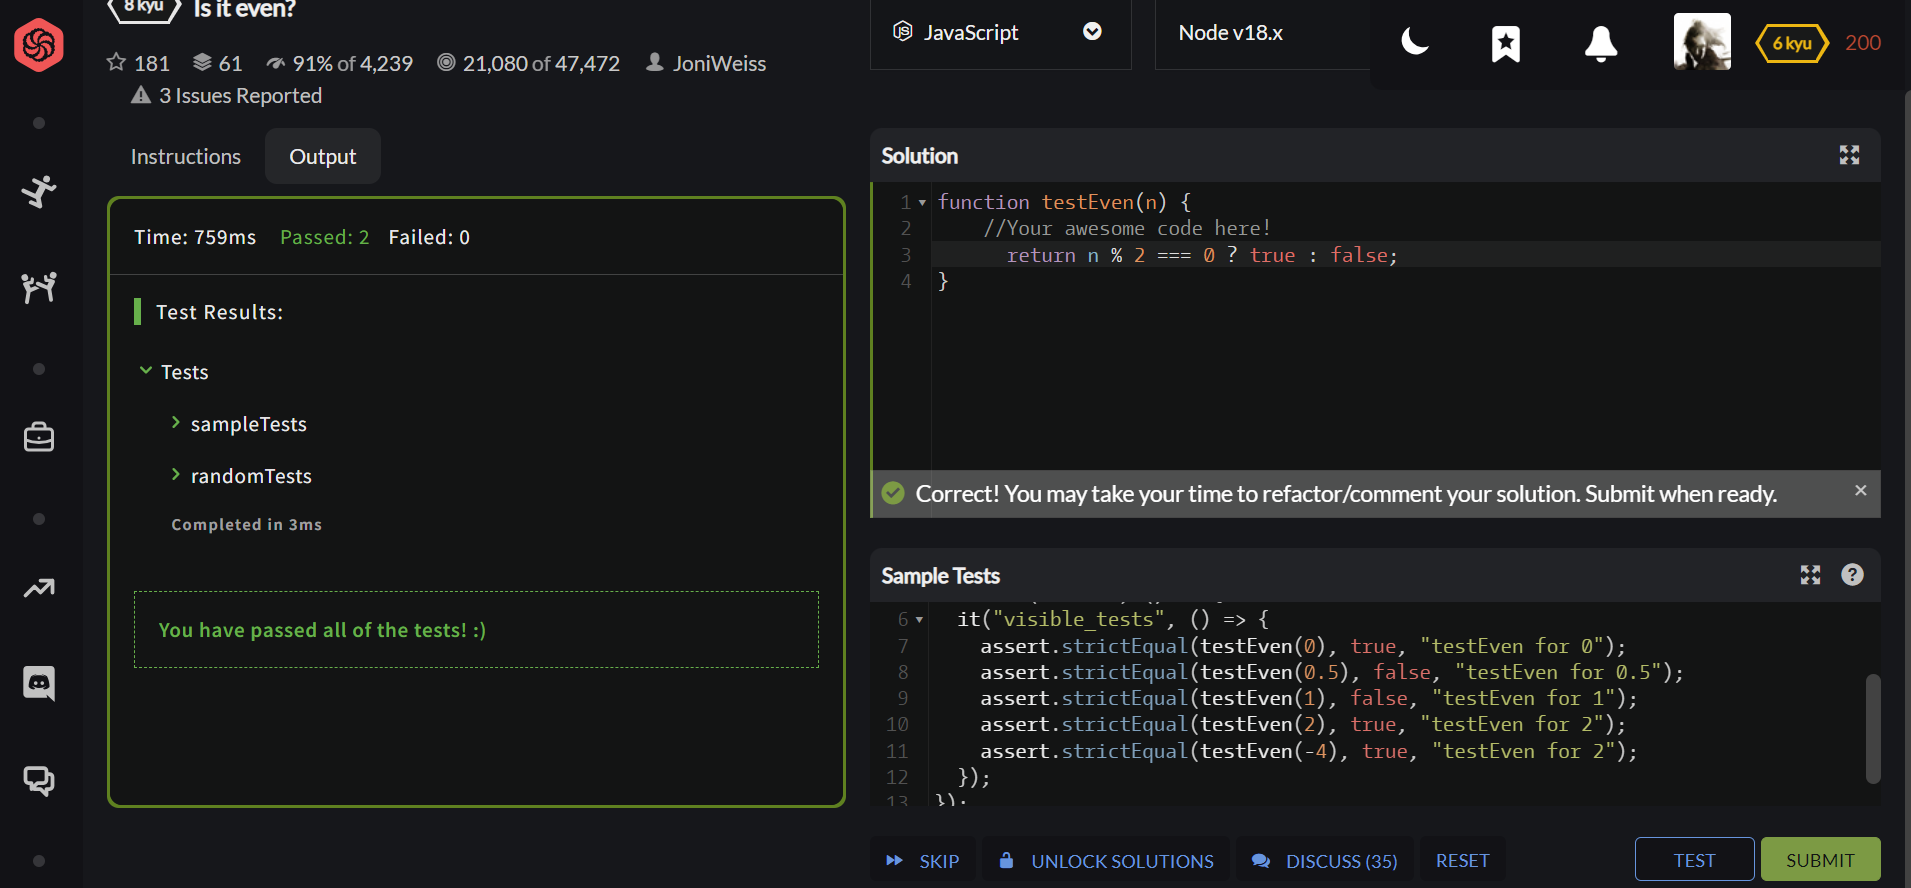 8 kyu Is it even?
181 61 91% of 4,239 21,080 of 47,472 JoniWeiss
3 Issues Reported
JavaScript
Node v18.x
6 kyu 200
Instructions Output
Time: 759ms Passed: 2 Failed: 0
Test Results:
Tests
sampleTests
randomTests
Completed in 3ms
You have passed all of the tests! :)
Solution
1 function testEven(n) {
2 //Your awesome code here!
3 return n % 2 === 0 ? true : false;
4 }
Correct! You may take your time to refactor/comment your solution. Submit when ready.
Sample Tests
6 it("visible_tests", () => {
7 assert.strictEqual(testEven(0), true, "testEven for 0");
8 assert.strictEqual(testEven(0.5), false, "testEven for 0.5");
9 assert.strictEqual(testEven(1), false, "testEven for 1");
10 assert.strictEqual(testEven(2), true, "testEven for 2");
11 assert.strictEqual(testEven(-4), true, "testEven for 2");
12 });
13 });
SKIP UNLOCK SOLUTIONS DISCUSS (35) RESET TEST SUBMIT